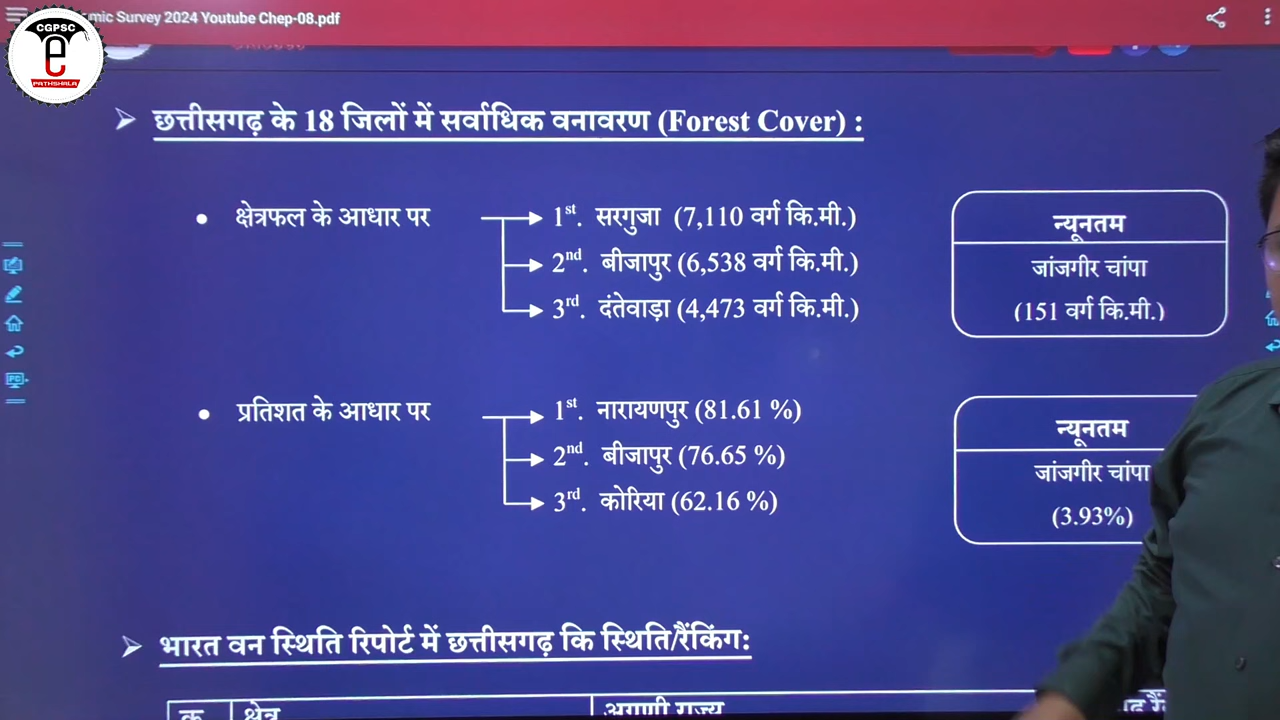 mic Survey 2024 Youtube Chep-08.pdf
CGPSC
e
PATHSHALA
➢ छत्तीसगढ़ के 18 जिलों में सर्वाधिक वनावरण (Forest Cover) :
• क्षेत्रफल के आधार पर
1st. सरगुजा (7,110 वर्ग कि.मी.)
2nd. बीजापुर (6,538 वर्ग कि.मी.)
3rd. दंतेवाड़ा (4,473 वर्ग कि.मी.)
न्यूनतम
जांजगीर चांपा
(151 वर्ग कि.मी.)
• प्रतिशत के आधार पर
1st. नारायणपुर (81.61 %)
2nd. बीजापुर (76.65 %)
3rd. कोरिया (62.16 %)
न्यूनतम
जांजगीर चांपा
(3.93%)
➢ भारत वन स्थिति रिपोर्ट में छत्तीसगढ़ कि स्थिति/रैंकिंग:
क्र. क्षेत्र अग्रणी राज्य